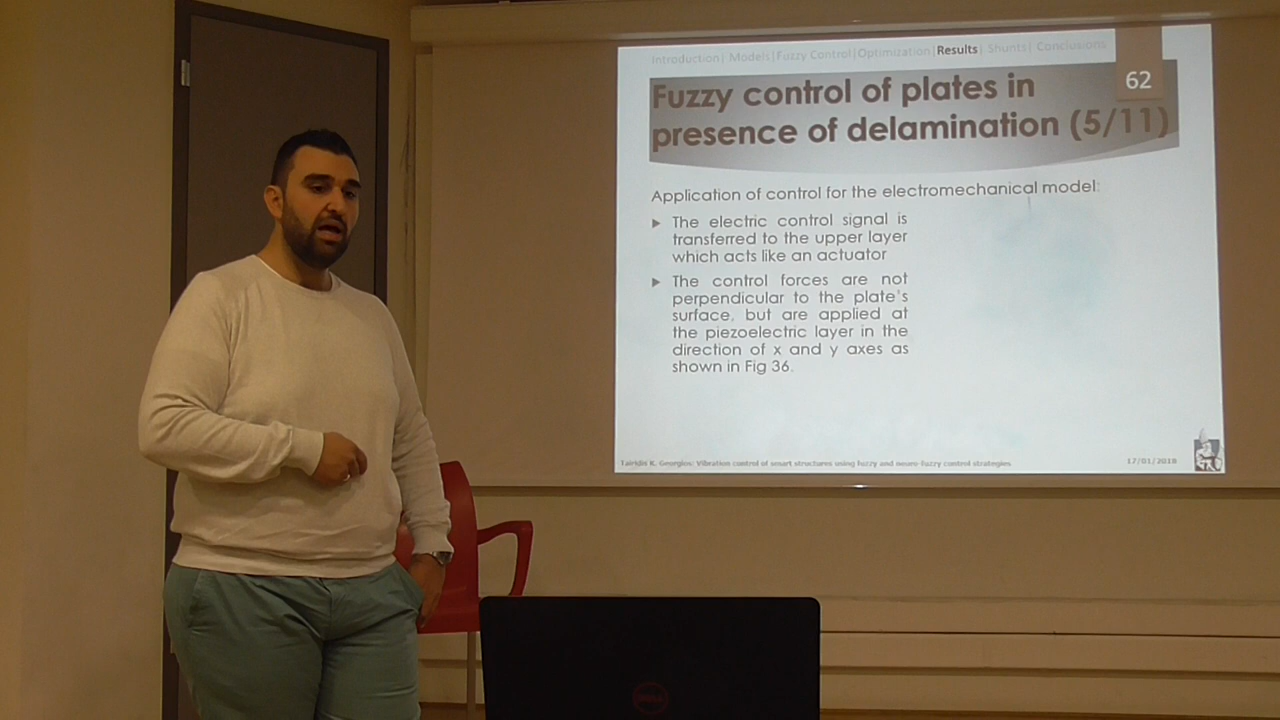 Introduction| Models|Fuzzy Control|Optimization|Results| Shunts| Conclusions
62
Fuzzy control of plates in
presence of delamination (5/11)
Application of control for the electromechanical model:
The electric control signal is
transferred to the upper layer
which acts like an actuator
The control forces are not
perpendicular to the plate's
surface, but are applied at
the piezoelectric layer in the
direction of x and y axes as
shown in Fig 36.
Tairidis K. Georgios: Vibration control of smart structures using fuzzy and neuro-fuzzy control strategies
17/01/2018
DELL